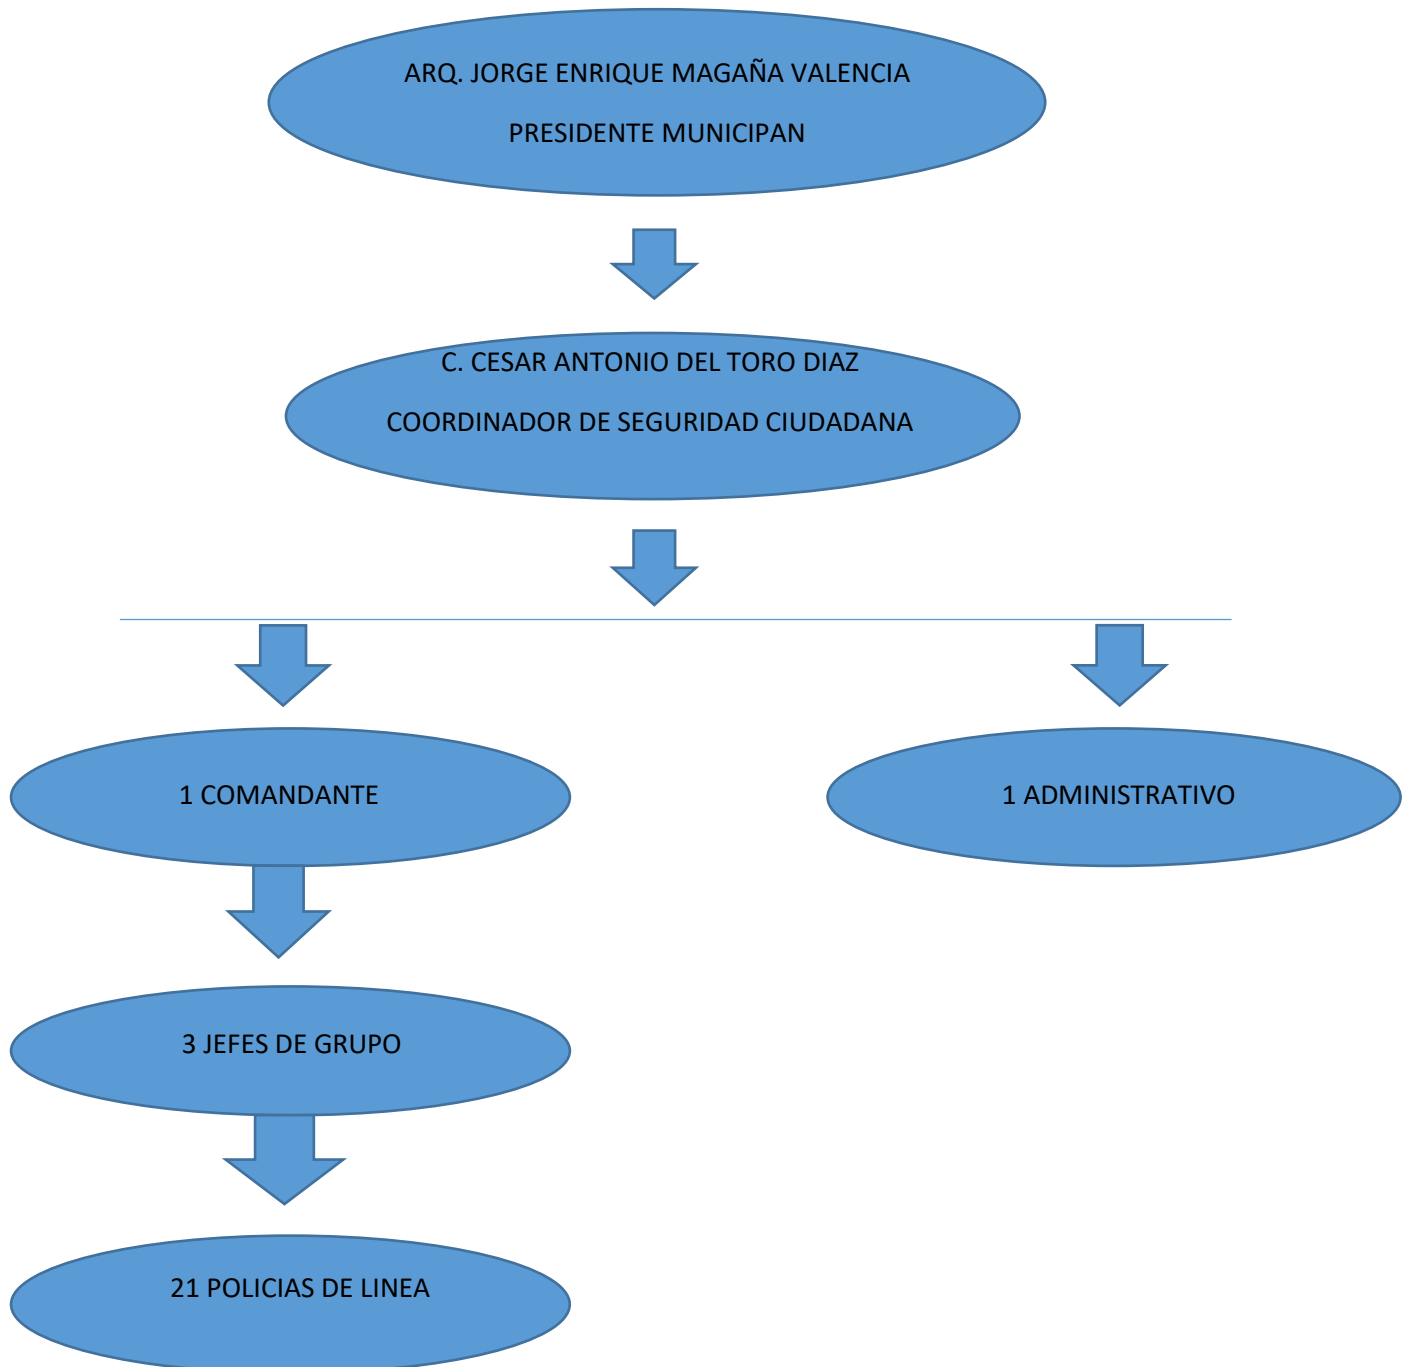 ARQ. JORGE ENRIQUE MAGAÑA VALENCIA
PRESIDENTE MUNICIPAN
C. CESAR ANTONIO DEL TORO DIAZ
COORDINADOR DE SEGURIDAD CIUDADANA
1 COMANDANTE
1 ADMINISTRATIVO
3 JEFES DE GRUPO
21 POLICIAS DE LINEA